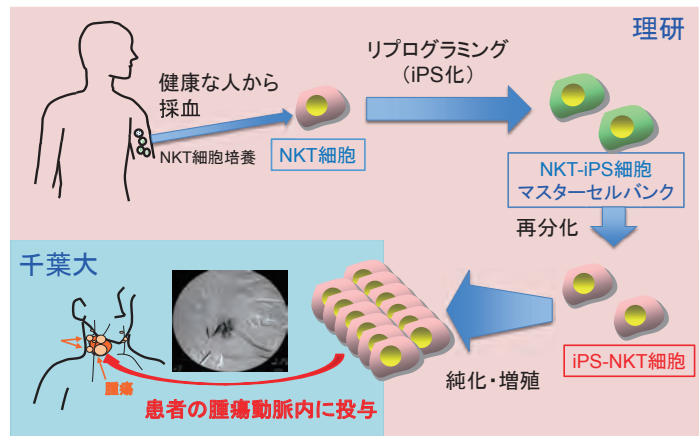 理研
リプログラミング
（iPS化）
健康な人から
採血
NKT細胞培養
NKT細胞
NKT-iPS細胞
マスターセルバンク
再分化
千葉大
iPS-NKT細胞
純化・増殖
腫瘍
患者の腫瘍動脈内に投与